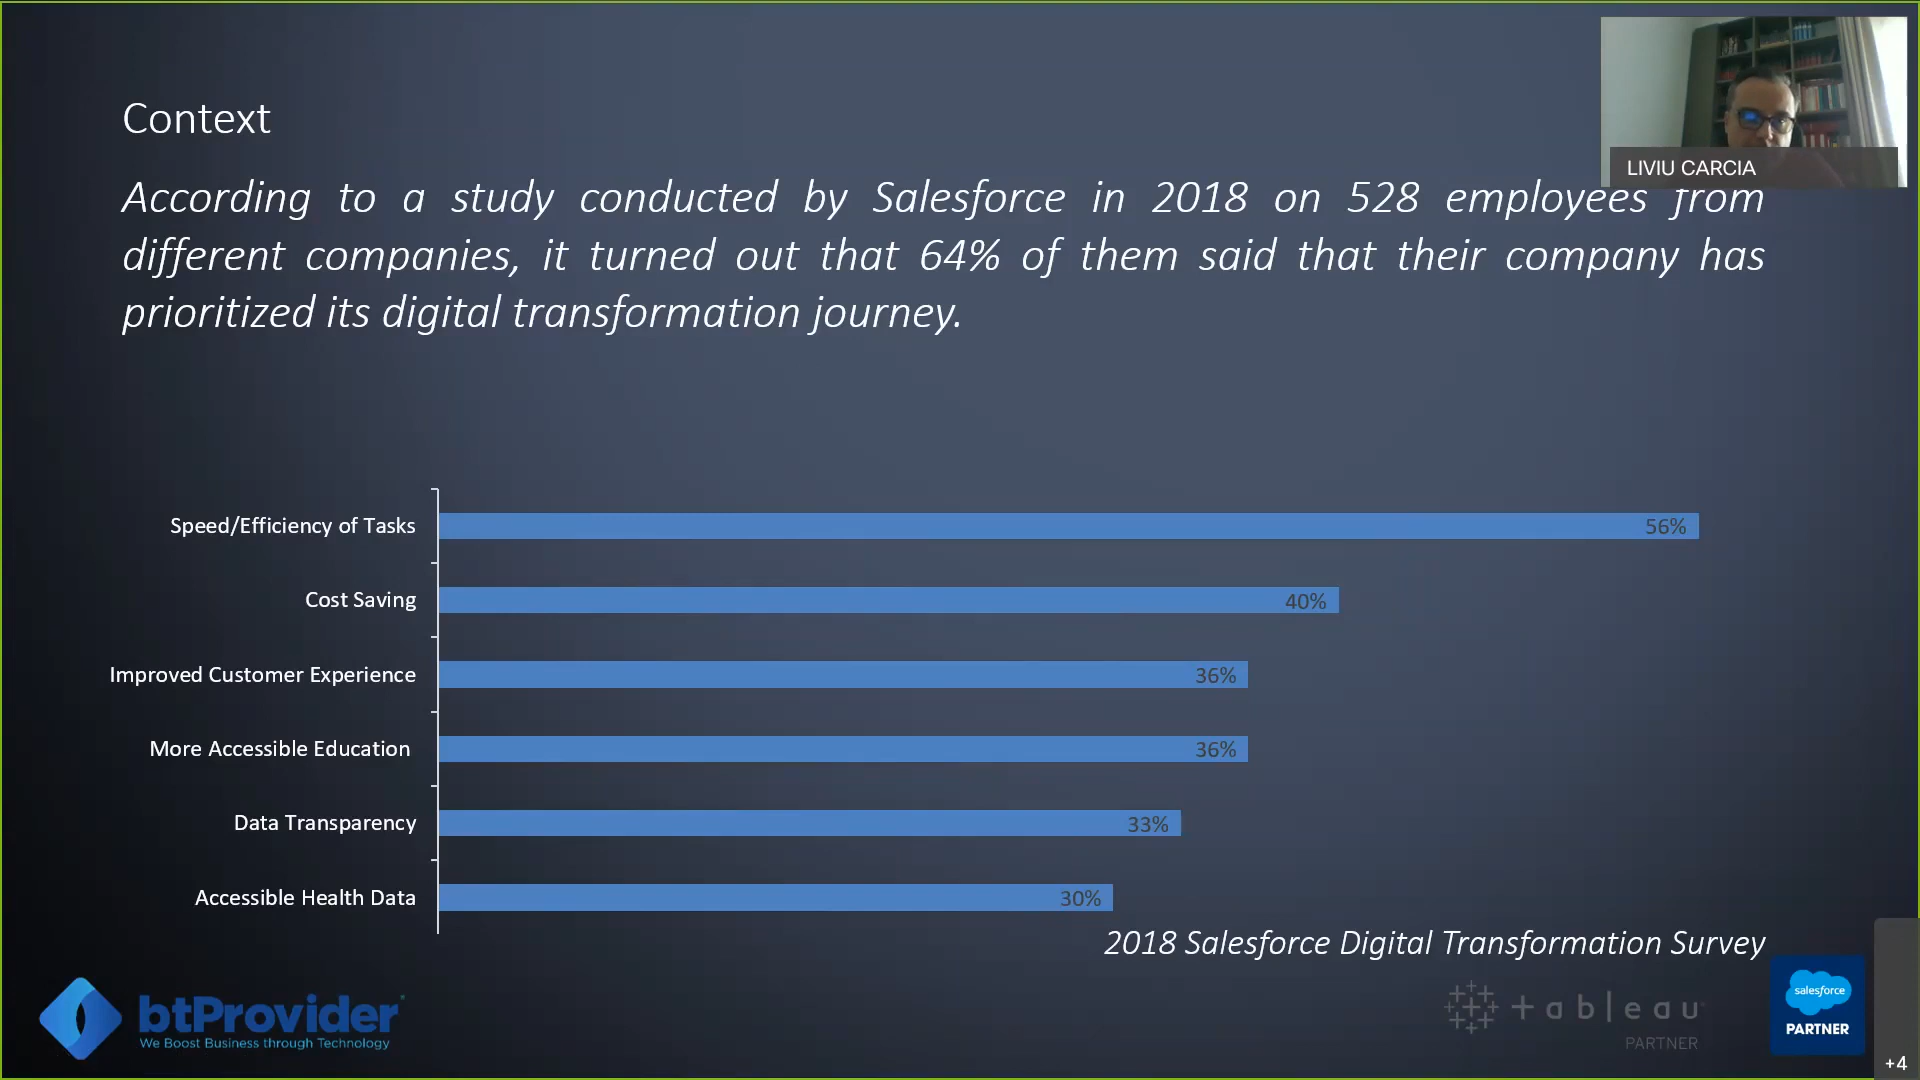 Context
LIVIU CARCIA
According to a study conducted by Salesforce in 2018 on 528 employees from
different companies, it turned out that 64% of them said that their company has
prioritized its digital transformation journey.
Speed/Efficiency of Tasks 56%
Cost Saving 40%
Improved Customer Experience 36%
More Accessible Education 36%
Data Transparency 33%
Accessible Health Data 30%
2018 Salesforce Digital Transformation Survey
btProvider
We Boost Business through Technology
+ableau
PARTNER
salesforce
PARTNER
+4